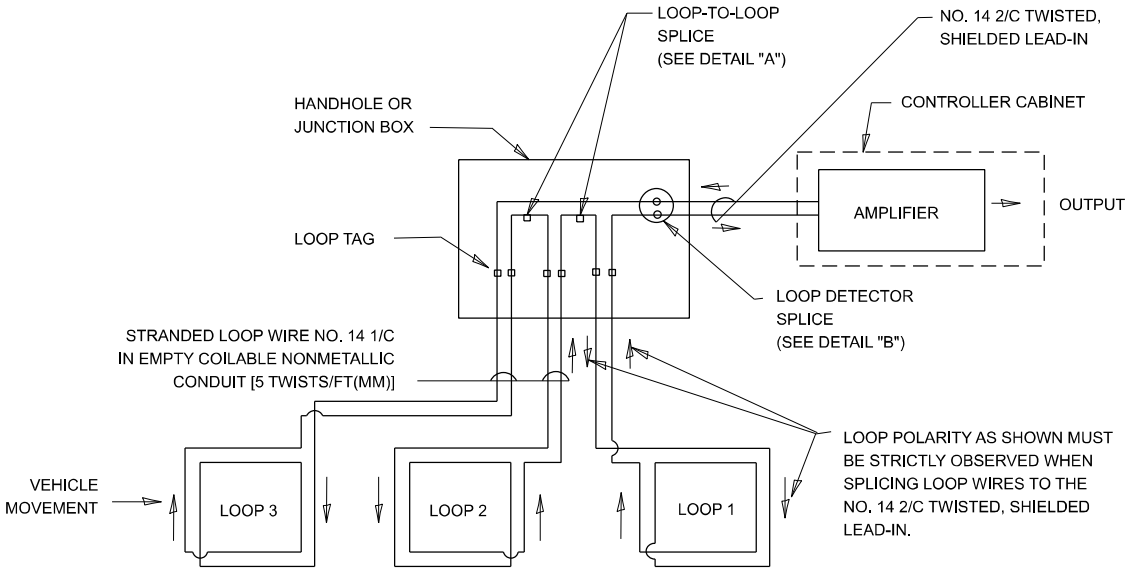 LOOP-TO-LOOP
SPLICE
(SEE DETAIL "A")
NO. 14 2/C TWISTED,
SHIELDED LEAD-IN
HANDHOLE OR
JUNCTION BOX
CONTROLLER CABINET
AMPLIFIER
OUTPUT
LOOP TAG
LOOP DETECTOR
SPLICE
(SEE DETAIL "B")
STRANDED LOOP WIRE NO. 14 1/C
IN EMPTY COILABLE NONMETALLIC
CONDUIT [5 TWISTS/FT(MM)]
LOOP POLARITY AS SHOWN MUST
BE STRICTLY OBSERVED WHEN
SPLICING LOOP WIRES TO THE
NO. 14 2/C TWISTED, SHIELDED
LEAD-IN.
VEHICLE
MOVEMENT
LOOP 3
LOOP 2
LOOP 1